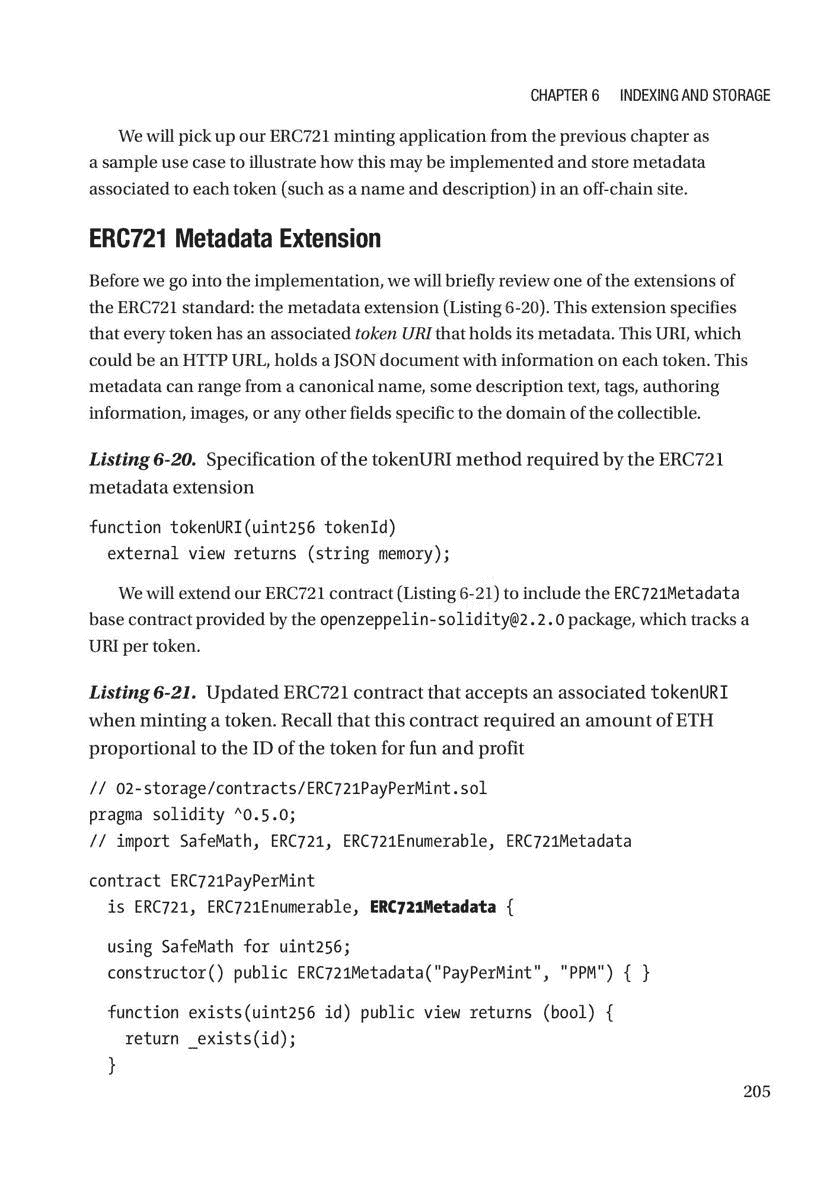 CHAPTER 6 INDEXING AND STORAGE
We will pick up our ERC721 minting application from the previous chapter as
a sample use case to illustrate how this may be implemented and store metadata
associated to each token (such as a name and description) in an off-chain site.
ERC721 Metadata Extension
Before we go into the implementation, we will briefly review one of the extensions of
the ERC721 standard: the metadata extension (Listing 6-20). This extension specifies
that every token has an associated token URI that holds its metadata. This URI, which
could be an HTTP URL, holds a JSON document with information on each token. This
metadata can range from a canonical name, some description text, tags, authoring
information, images, or any other fields specific to the domain of the collectible.
Listing 6-20. Specification of the tokenURI method required by the ERC721
metadata extension
function tokenURI(uint256 tokenId)
  external view returns (string memory);
We will extend our ERC721 contract (Listing 6-21) to include the ERC721Metadata
base contract provided by the openzeppelin-solidity@2.2.0 package, which tracks a
URI per token.
Listing 6-21. Updated ERC721 contract that accepts an associated tokenURI
when minting a token. Recall that this contract required an amount of ETH
proportional to the ID of the token for fun and profit
// 02-storage/contracts/ERC721PayPerMint.sol
pragma solidity ^0.5.0;
// import SafeMath, ERC721, ERC721Enumerable, ERC721Metadata
contract ERC721PayPerMint
  is ERC721, ERC721Enumerable, ERC721Metadata {
  using SafeMath for uint256;
  constructor() public ERC721Metadata("PayPerMint", "PPM") { }
  function exists(uint256 id) public view returns (bool) {
    return _exists(id);
  }
205